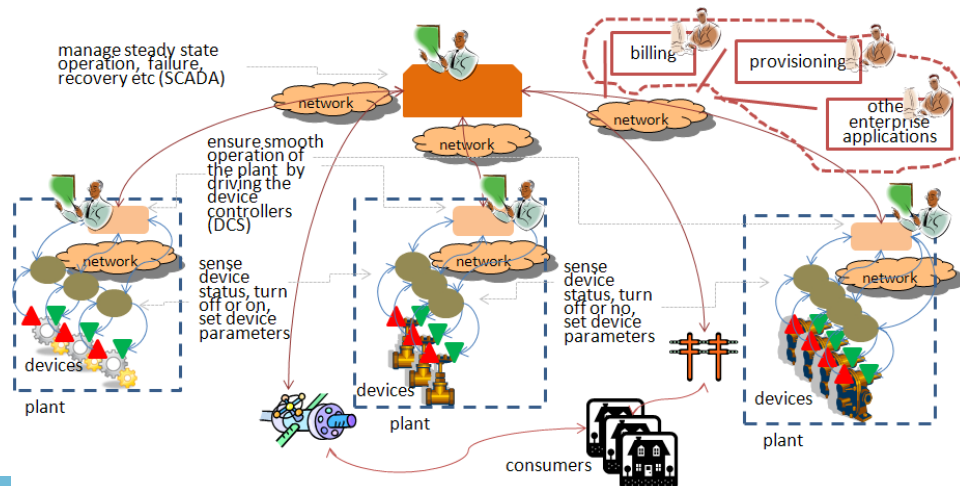 manage steady state
operation, failure,
recovery etc (SCADA)
billing
provisioning
othe
enterprise
applications
network
network
network
ensure smooth
operation of
the plant by
driving the
device
controllers
(DCS)
network
network
network
sense
device
status, turn
off or on,
set device
parameters
sense
device
status, turn
off or no,
set device
parameters
devices
devices
devices
plant
plant
plant
consumers